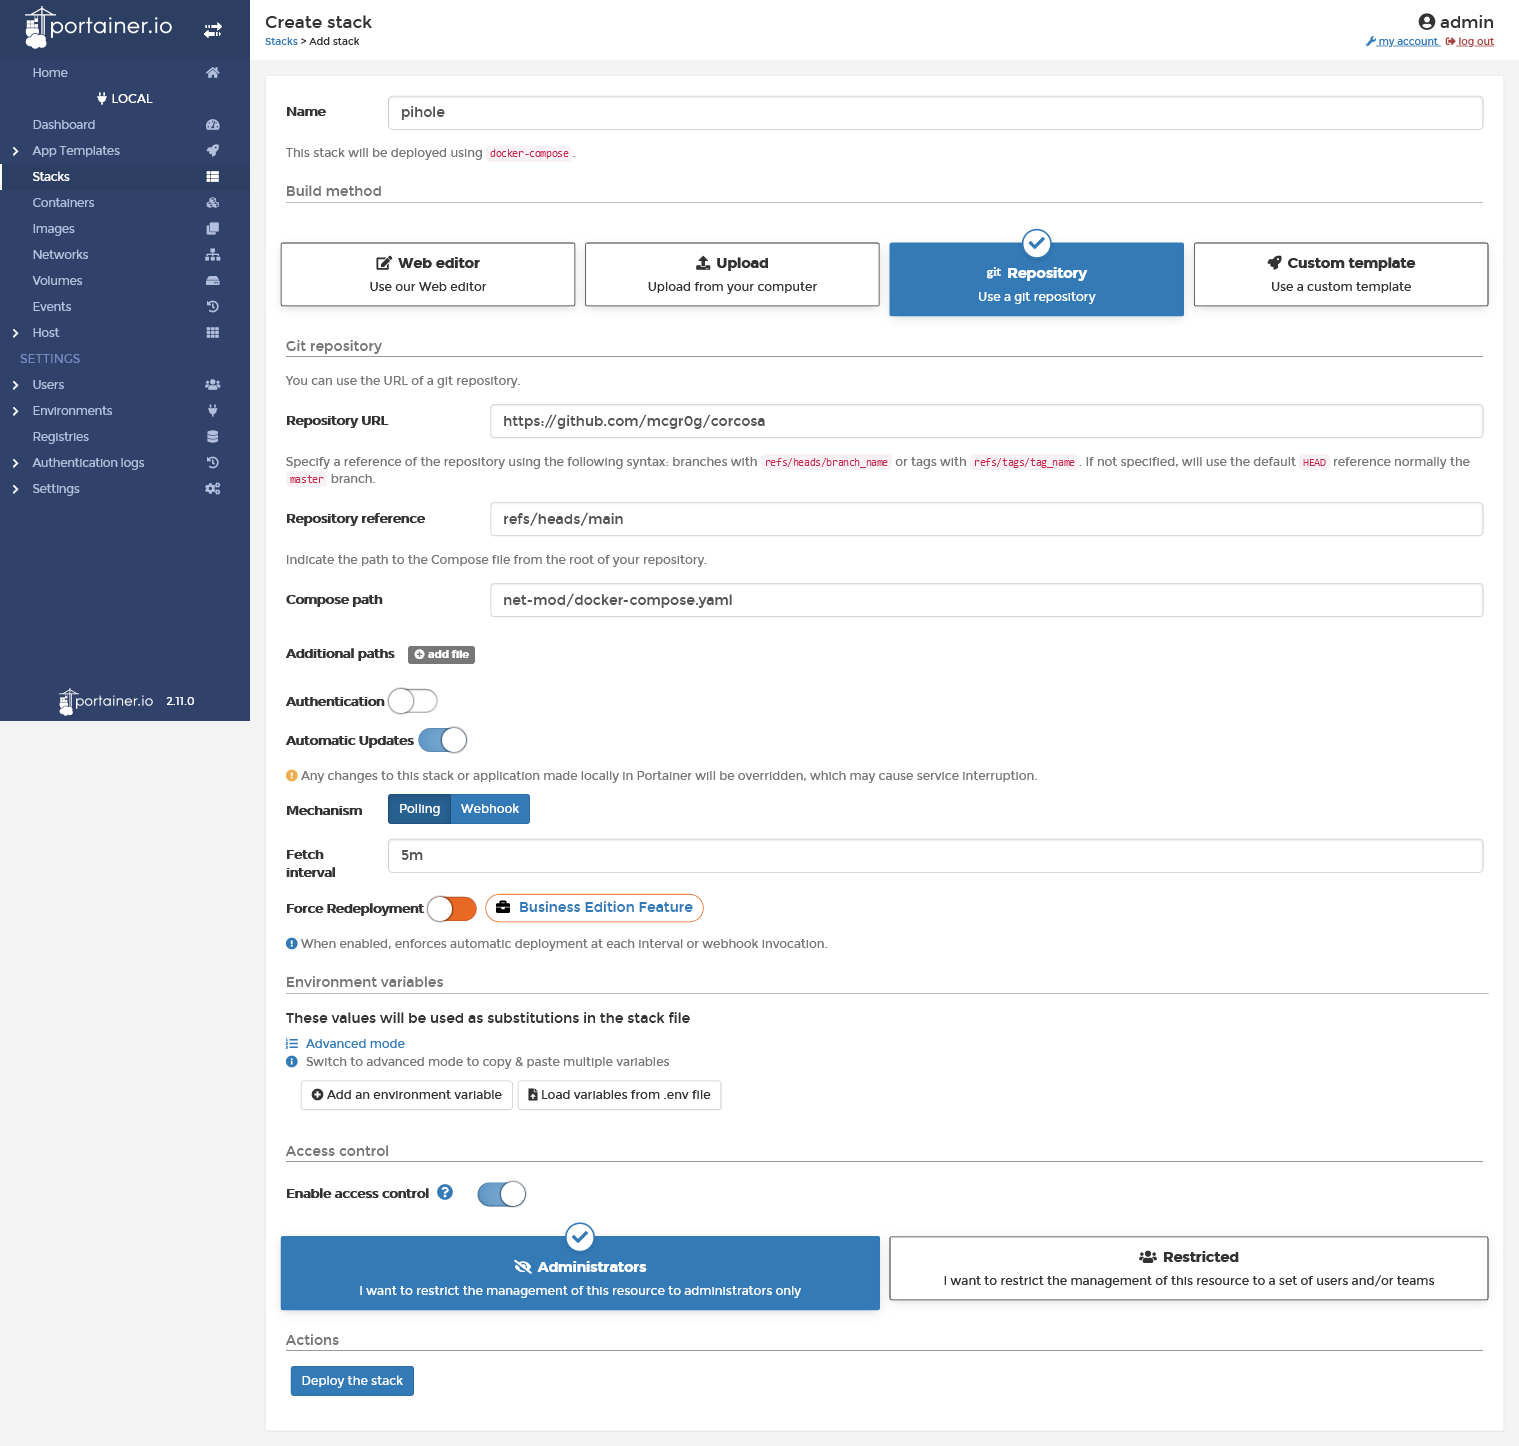 portainer.io
Home
LOCAL
Dashboard
App Templates
Stacks
Containers
Images
Networks
Volumes
Events
Host
SETTINGS
Users
Environments
Registries
Authentication logs
Settings
portainer.io 2.11.0
Create stack
Stacks > Add stack
admin
my account log out
Name pihole
This stack will be deployed using docker-compose.
Build method
Web editor
Use our Web editor
Upload
Upload from your computer
git Repository
Use a git repository
Custom template
Use a custom template
Git repository
You can use the URL of a git repository.
Repository URL https://github.com/mcgr0g/corcosa
Specify a reference of the repository using the following syntax: branches with refs/heads/branch_name or tags with refs/tags/tag_name. If not specified, will use the default HEAD reference normally the
master branch.
Repository reference refs/heads/main
Indicate the path to the Compose file from the root of your repository.
Compose path net-mod/docker-compose.yaml
Additional paths add file
Authentication
Automatic Updates
Any changes to this stack or application made locally in Portainer will be overridden, which may cause service interruption.
Mechanism Polling Webhook
Fetch
interval
5m
Force Redeployment Business Edition Feature
When enabled, enforces automatic deployment at each interval or webhook invocation.
Environment variables
These values will be used as substitutions in the stack file
Advanced mode
Switch to advanced mode to copy & paste multiple variables
Add an environment variable Load variables from .env file
Access control
Enable access control
Administrators
I want to restrict the management of this resource to administrators only
Restricted
I want to restrict the management of this resource to a set of users and/or teams
Actions
Deploy the stack